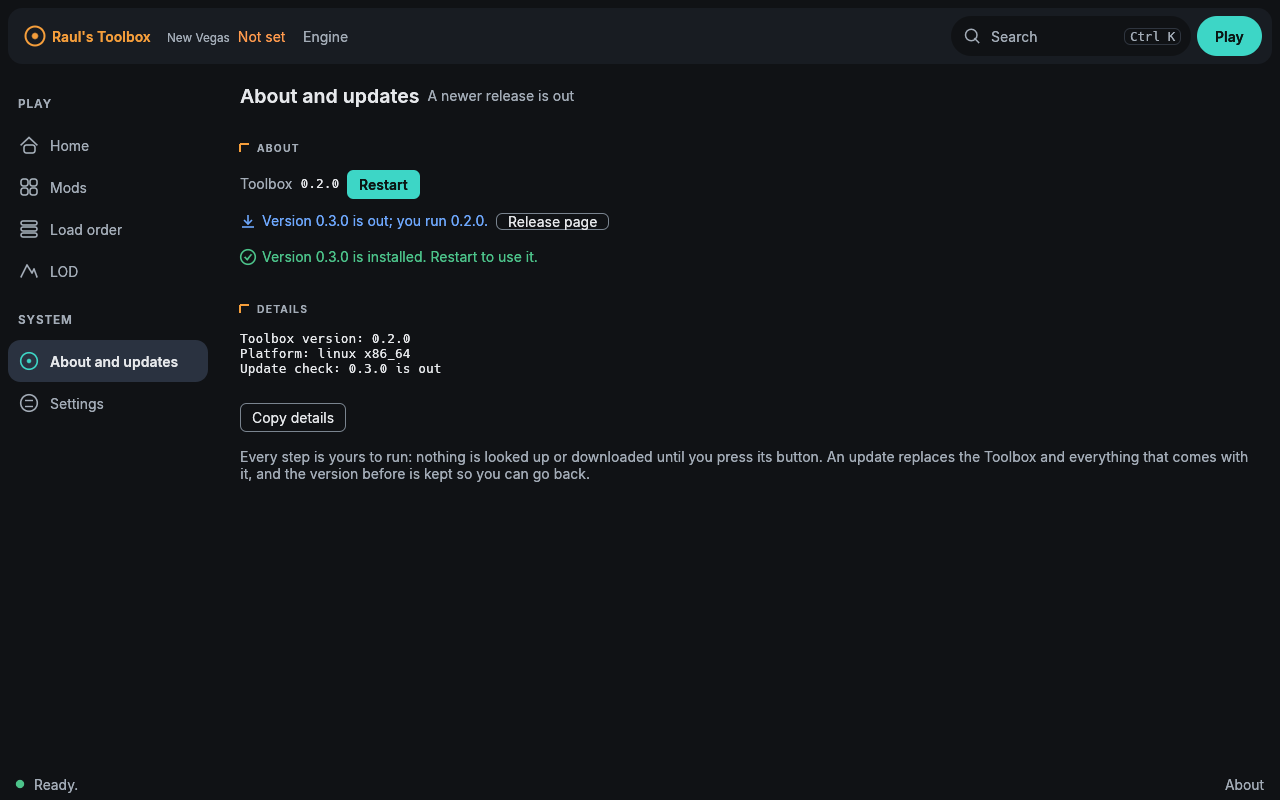 Raul's Toolbox New Vegas Not set Engine Search Ctrl K Play
PLAY
Home
Mods
Load order
LOD
SYSTEM
About and updates
Settings
About and updates A newer release is out
ABOUT
Toolbox 0.2.0 Restart
Version 0.3.0 is out; you run 0.2.0. Release page
Version 0.3.0 is installed. Restart to use it.
DETAILS
Toolbox version: 0.2.0
Platform: linux x86_64
Update check: 0.3.0 is out
Copy details
Every step is yours to run: nothing is looked up or downloaded until you press its button. An update replaces the Toolbox and everything that comes with
it, and the version before is kept so you can go back.
Ready. About